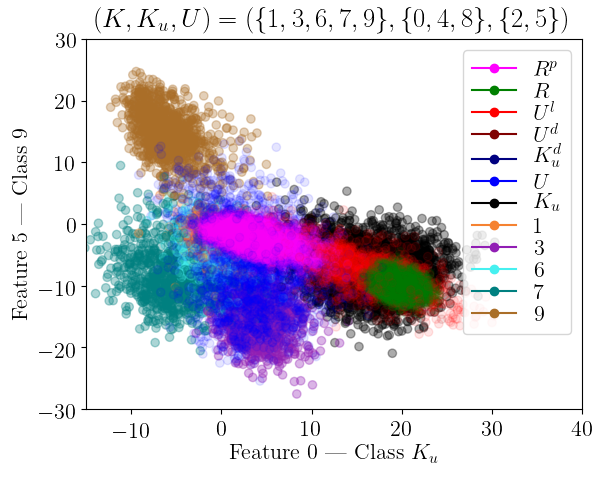 (K, K_u, U) = ({1, 3, 6, 7, 9}, {0, 4, 8}, {2, 5})
30
20
10
0
−10
−20
−30
Feature 5 — Class 9
R^p
R
U^l
U^d
K_u^d
U
K_u
1
3
6
7
9
−10
0
10
20
30
40
Feature 0 — Class K_u